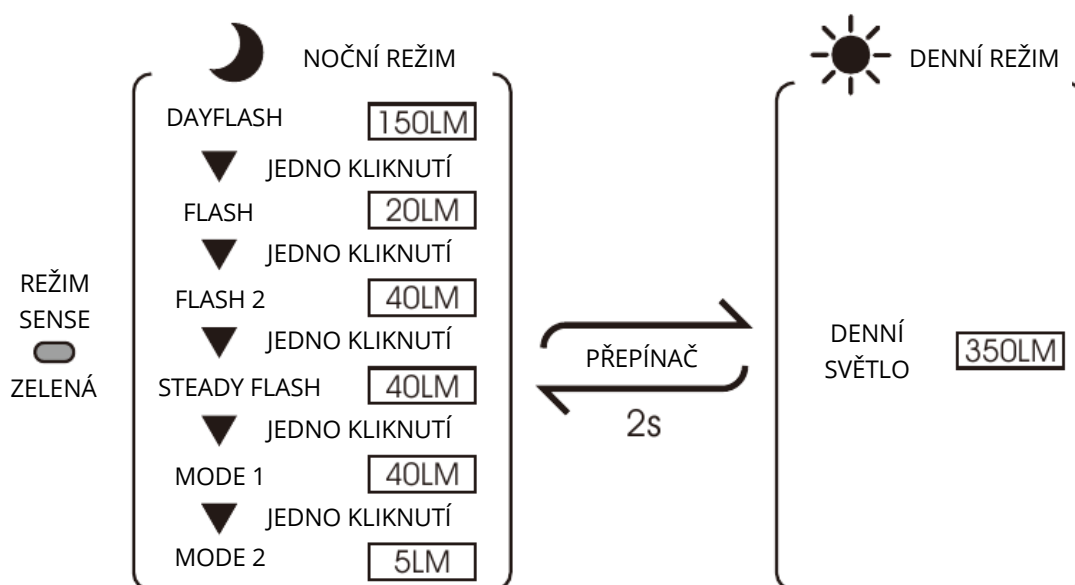 NOČNÍ REŽIM
DAYFLASH 150LM
JEDNO KLIKNUTÍ
FLASH 20LM
JEDNO KLIKNUTÍ
FLASH 2 40LM
JEDNO KLIKNUTÍ
STEADY FLASH 40LM
JEDNO KLIKNUTÍ
MODE 1 40LM
JEDNO KLIKNUTÍ
MODE 2 5LM
REŽIM
SENSE
ZELENÁ
PŘEPÍNAČ
2s
DENNÍ REŽIM
DENNÍ
SVĚTLO
350LM